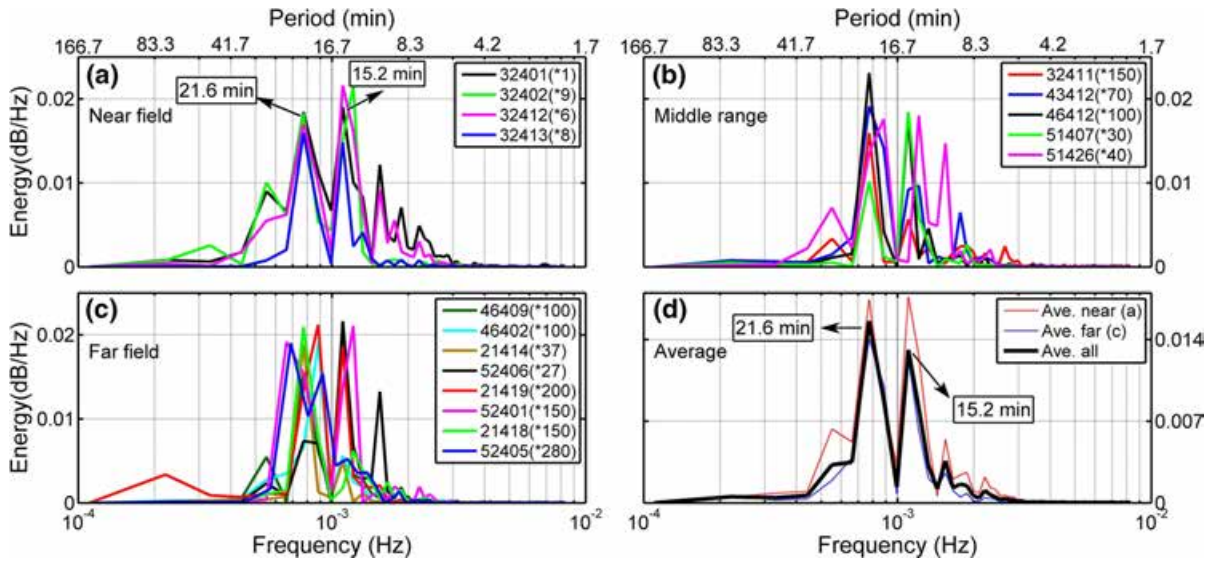 Period (min)
166.7 83.3 41.7 16.7 8.3 4.2 1.7
(a)
Near field
21.6 min
15.2 min
32401(*1)
32402(*9)
32412(*6)
32413(*8)
Energy(dB/Hz)
0.02
0.01
0
Period (min)
166.7 83.3 41.7 16.7 8.3 4.2 1.7
(b)
Middle range
32411(*150)
43412(*70)
46412(*100)
51407(*30)
51426(*40)
0.02
0.01
0
(c)
Far field
46409(*100)
46402(*100)
21414(*37)
52406(*27)
21419(*200)
52401(*150)
21418(*150)
52405(*280)
Energy(dB/Hz)
0.02
0.01
0
10-4 10-3 10-2
Frequency (Hz)
(d)
Average
21.6 min
15.2 min
Ave. near (a)
Ave. far (c)
Ave. all
0.014
0.007
0
10-4 10-3 10-2
Frequency (Hz)